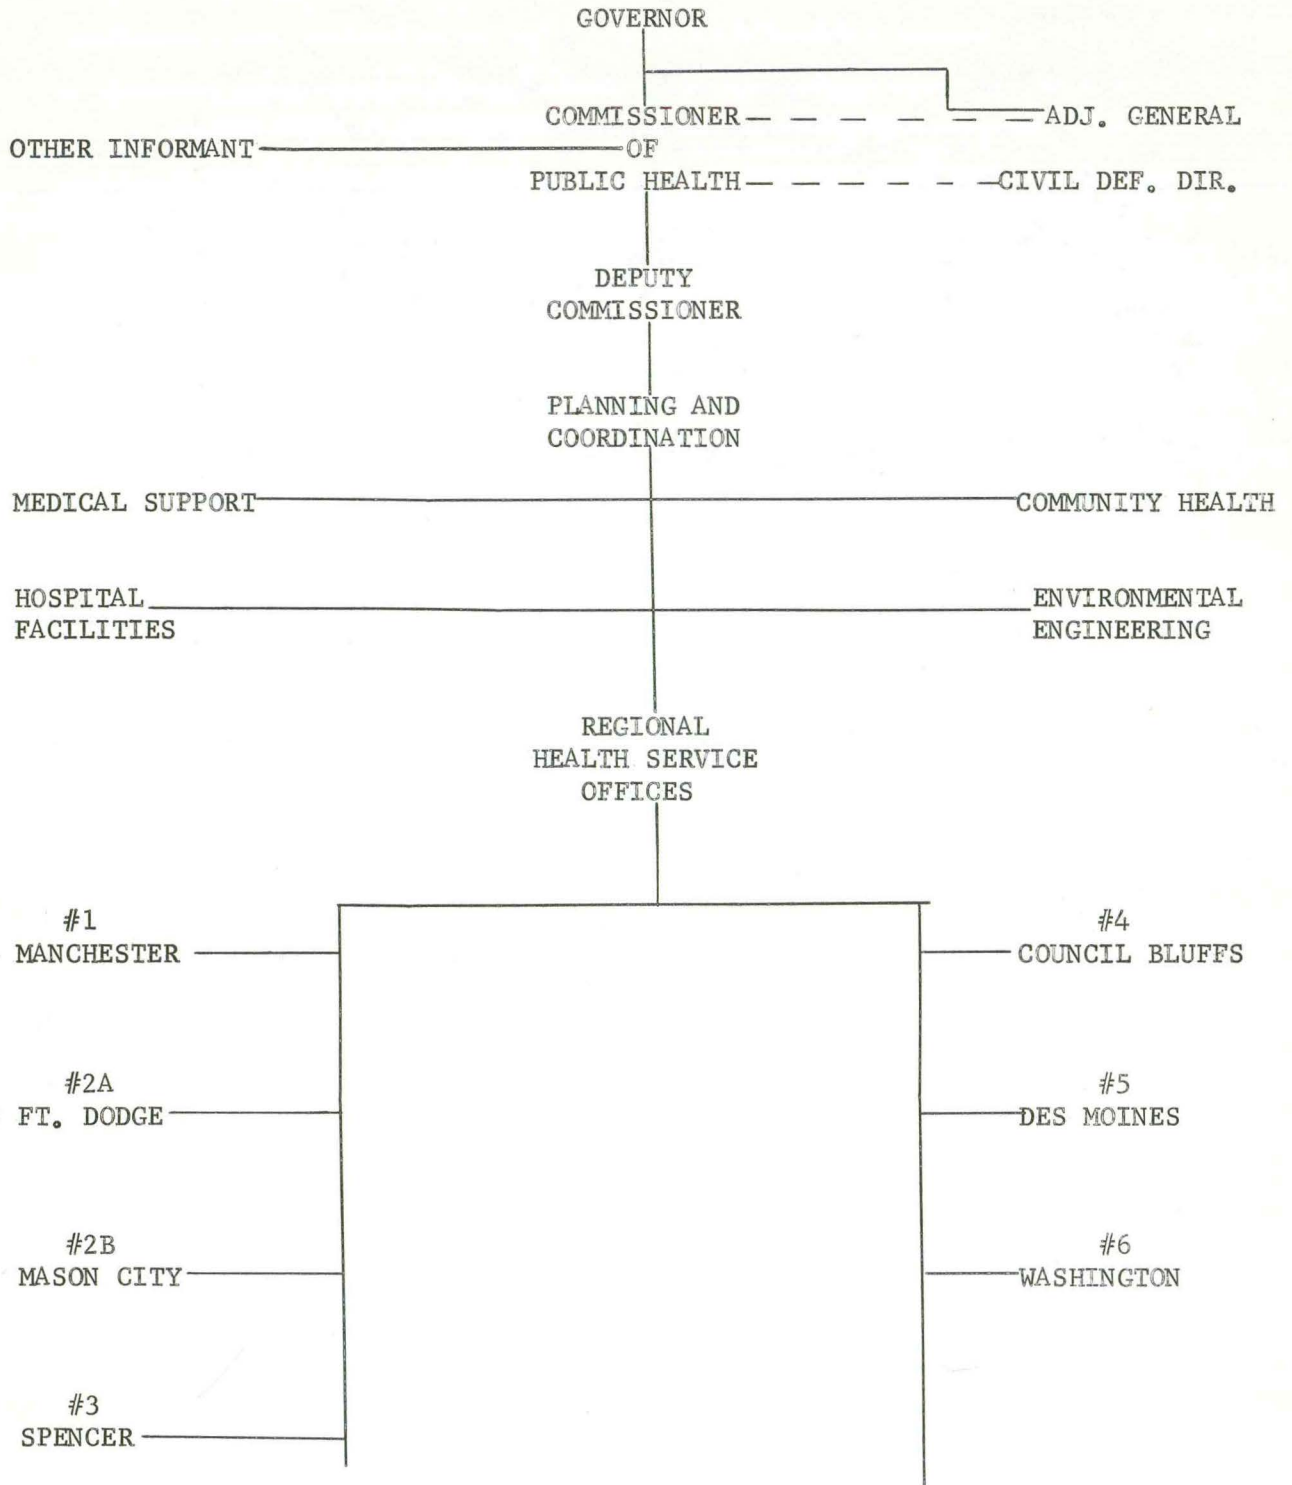 GOVERNOR
COMMISSIONER
ADJ. GENERAL
OTHER INFORMANT
OF
PUBLIC HEALTH
CIVIL DEF. DIR.
DEPUTY
COMMISSIONER
PLANNING AND
COORDINATION
MEDICAL SUPPORT
COMMUNITY HEALTH
HOSPITAL
FACILITIES
ENVIRONMENTAL
ENGINEERING
REGIONAL
HEALTH SERVICE
OFFICES
#1
MANCHESTER
#4
COUNCIL BLUFFS
#2A
FT. DODGE
#5
DES MOINES
#2B
MASON CITY
#6
WASHINGTON
#3
SPENCER